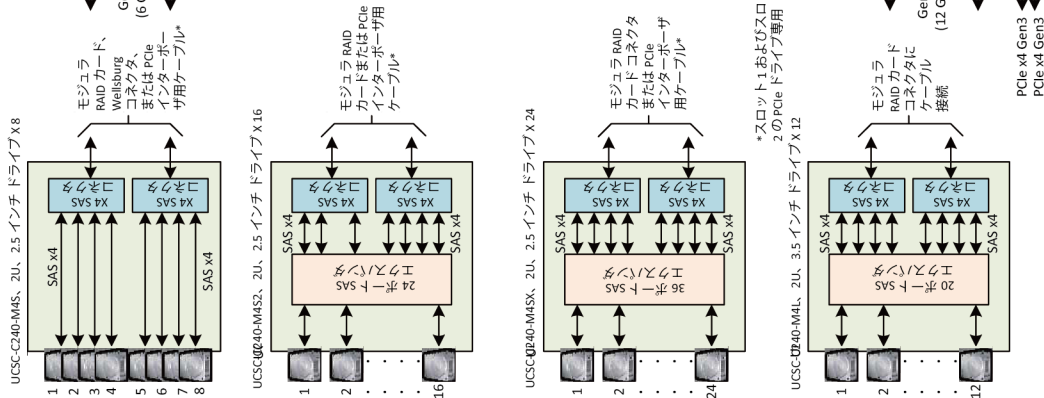 UCSC-C240-M4S、 2U、 2.5 インチ ドライブ X 8
1
2
3
4
5
6
7
8
SAS x4
SAS x4
X4 SAS
コネクタ
X4 SAS
コネクタ
モジュラ
RAID カード、
Wellsburg
コネクタ、
または PCIe
インターポー
ザ用ケーブル*
UCSC-C240-M4S2、 2U、 2.5 インチ ドライブ X 16
1
2
16
24 ポート SAS
エクスパンダ
SAS x4
SAS x4
X4 SAS
コネクタ
X4 SAS
コネクタ
モジュラ RAID
カードまたは PCIe
インターポーザ用
ケーブル*
UCSC-C240-M4SX、 2U、 2.5 インチ ドライブ X 24
1
2
24
36 ポート SAS
エクスパンダ
SAS x4
SAS x4
X4 SAS
コネクタ
X4 SAS
コネクタ
モジュラ RAID
カード コネクタ
または PCIe
インターポーザ
用ケーブル*
*スロット 1 およびスロ
2 の PCIe ドライブ専用
UCSC-C240-M4L、 2U、 3.5 インチ ドライブ X 12
1
2
12
20 ポート SAS
エクスパンダ
SAS x4
SAS x4
X4 SAS
コネクタ
X4 SAS
コネクタ
モジュラ
RAID カード
コネクタに
ケーブル
接続
Ge
(6 G
Ge
(12 G
PCIe x4 Gen3
PCIe x4 Gen3